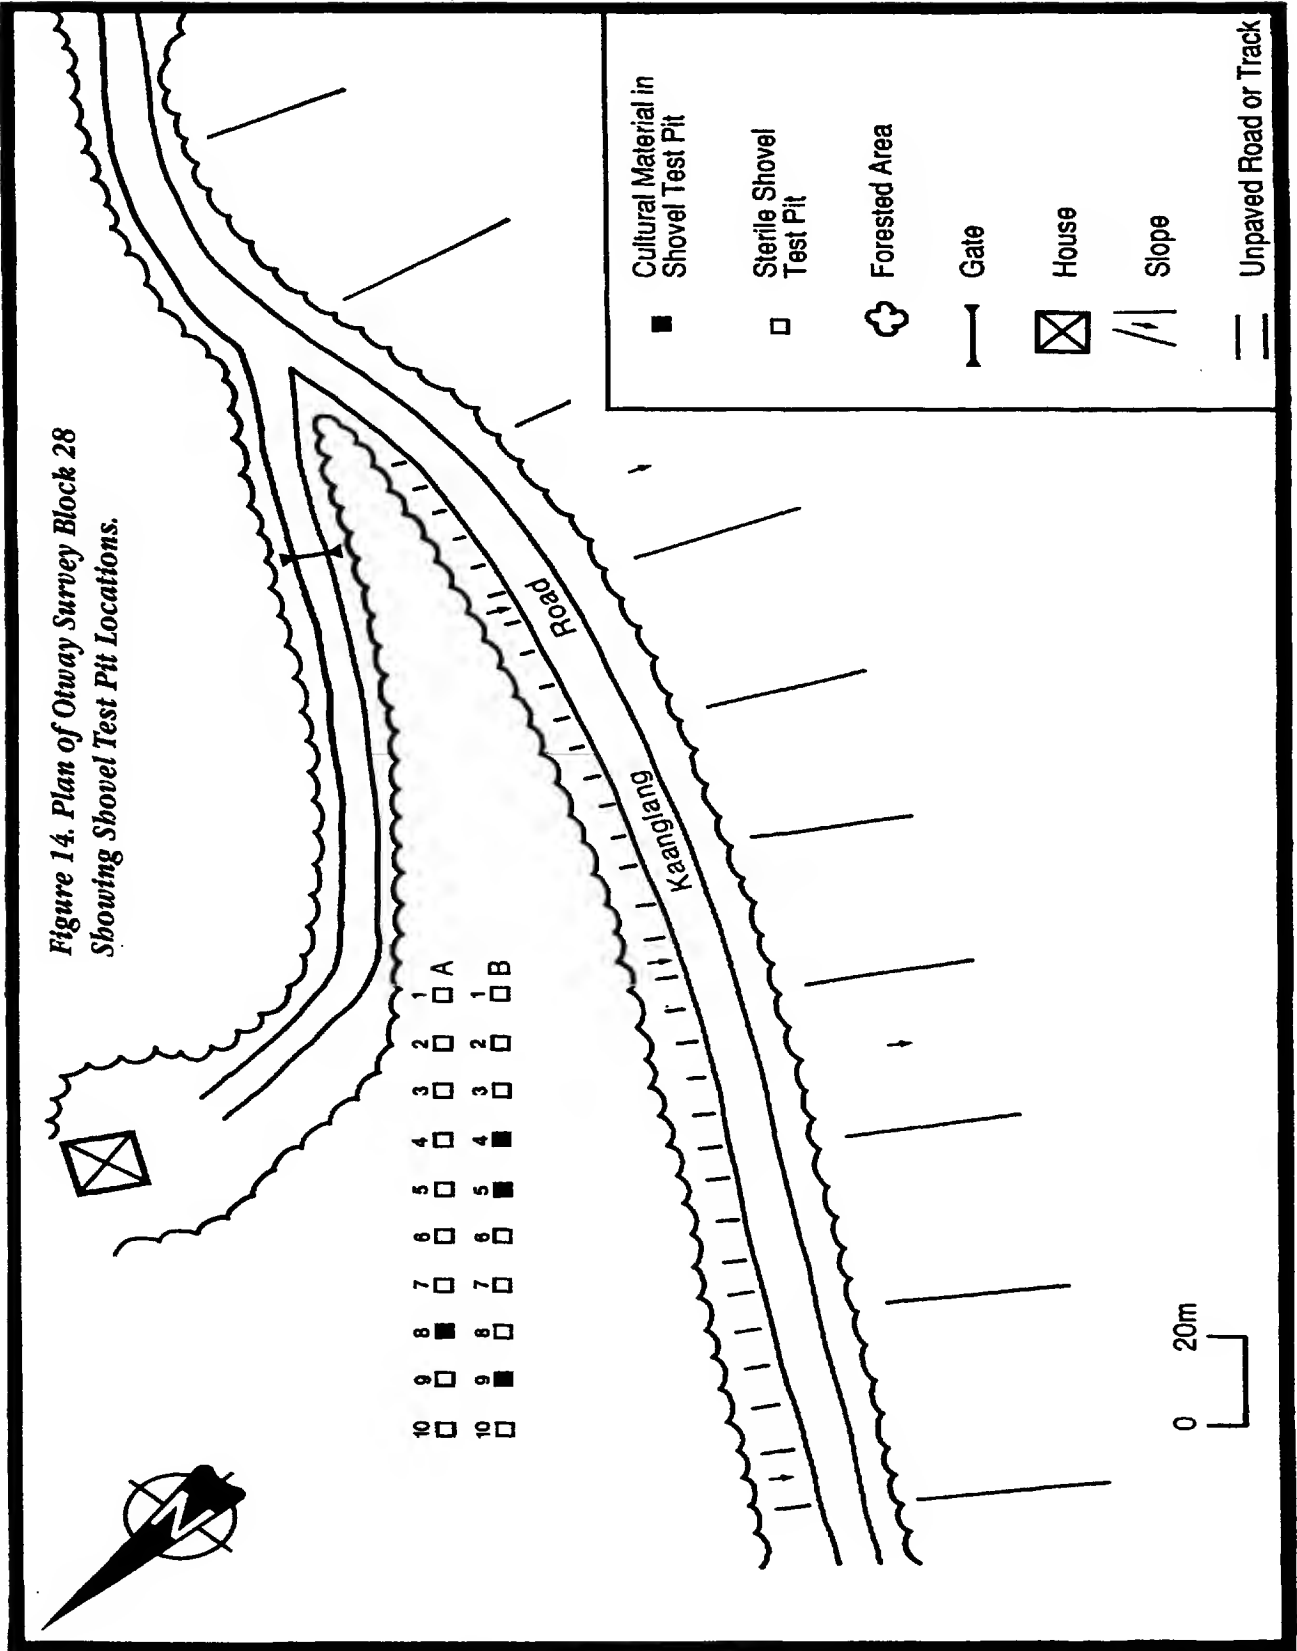 Figure 14. Plan of Otway Survey Block 28
Showing Shovel Test Pit Locations.
10 9 8 7 6 5 4 3 2 1 A
10 9 8 7 6 5 4 3 2 1 B
Kaanglang Road
N
0 20m
Cultural Material in
Shovel Test Pit
Sterile Shovel
Test Pit
Forested Area
Gate
House
Slope
Unpaved Road or Track